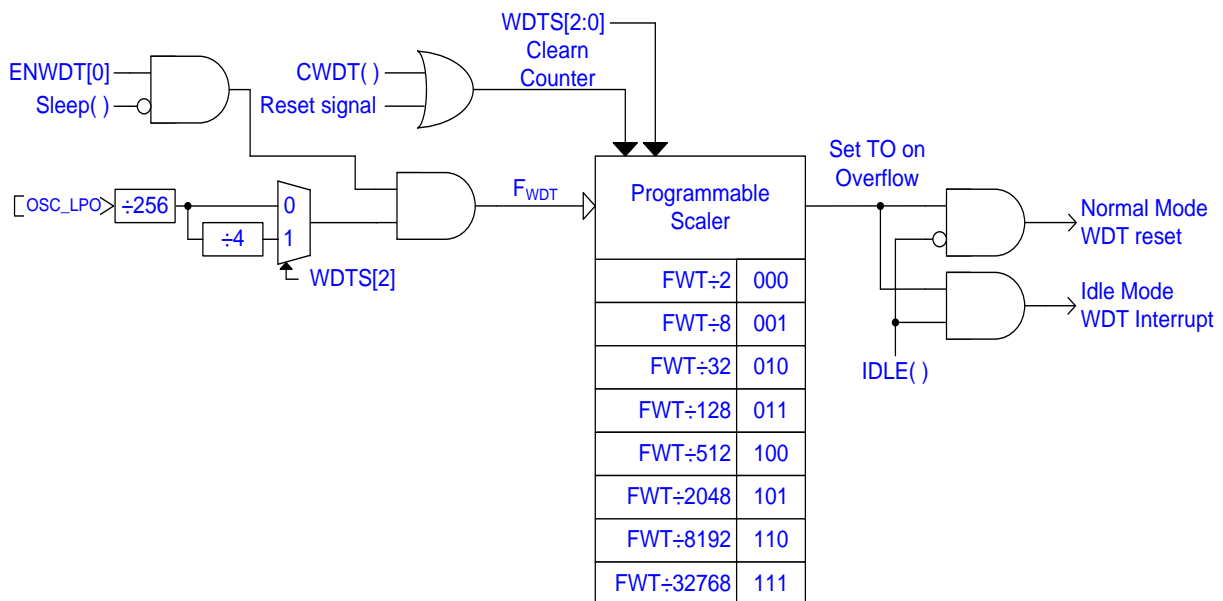 WDTS[2:0]
Clearn
Counter
ENWDT[0]
Sleep( )
CWDT( )
Reset signal
OSC_LPO
÷256
÷4
0
1
WDTS[2]
FWDT
Programmable
Scaler
FWT÷2 000
FWT÷8 001
FWT÷32 010
FWT÷128 011
FWT÷512 100
FWT÷2048 101
FWT÷8192 110
FWT÷32768 111
Set TO on
Overflow
Normal Mode
WDT reset
Idle Mode
WDT Interrupt
IDLE( )